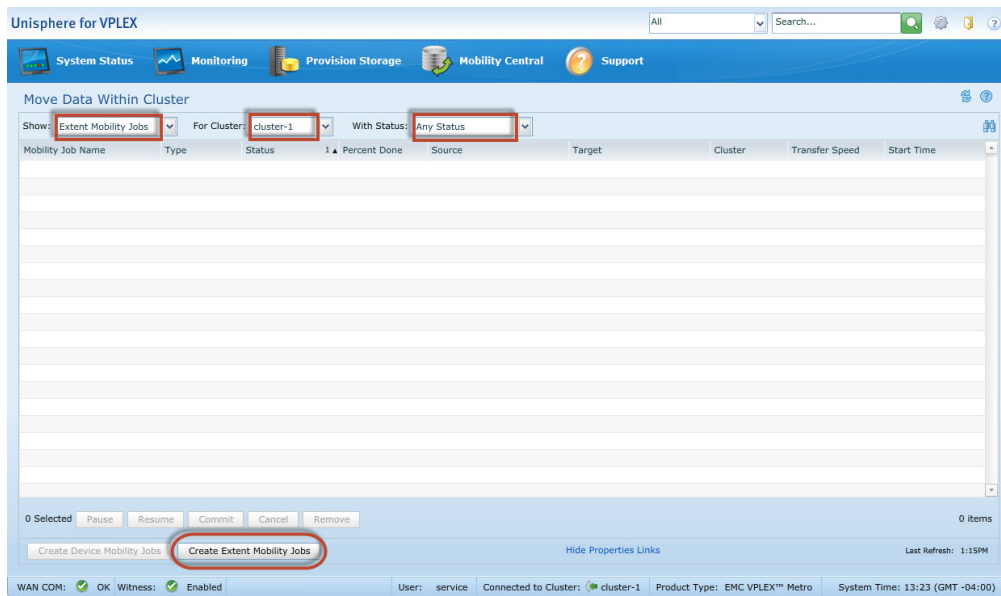 Unisphere for VPLEX All Search...
System Status Monitoring Provision Storage Mobility Central Support
Move Data Within Cluster
Show: Extent Mobility Jobs For Cluster: cluster-1 With Status: Any Status
Mobility Job Name Type Status 1▲ Percent Done Source Target Cluster Transfer Speed Start Time
0 Selected Pause Resume Commit Cancel Remove 0 items
Create Device Mobility Jobs Create Extent Mobility Jobs Hide Properties Links Last Refresh: 1:15PM
WAN COM: OK Witness: Enabled User: service Connected to Cluster: cluster-1 Product Type: EMC VPLEX™ Metro System Time: 13:23 (GMT -04:00)